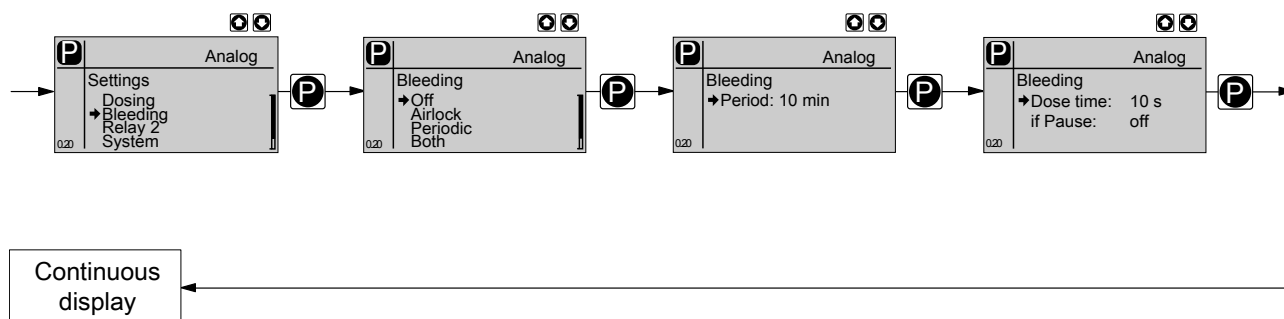 P
Analog
Settings
Dosing
Bleeding
Relay 2
System
0.20
P
P
Analog
Bleeding
Off
Airlock
Periodic
Both
0.20
P
P
Analog
Bleeding
Period: 10 min
0.20
P
P
Analog
Bleeding
Dose time: 10 s
if Pause: off
0.20
P
Continuous
display